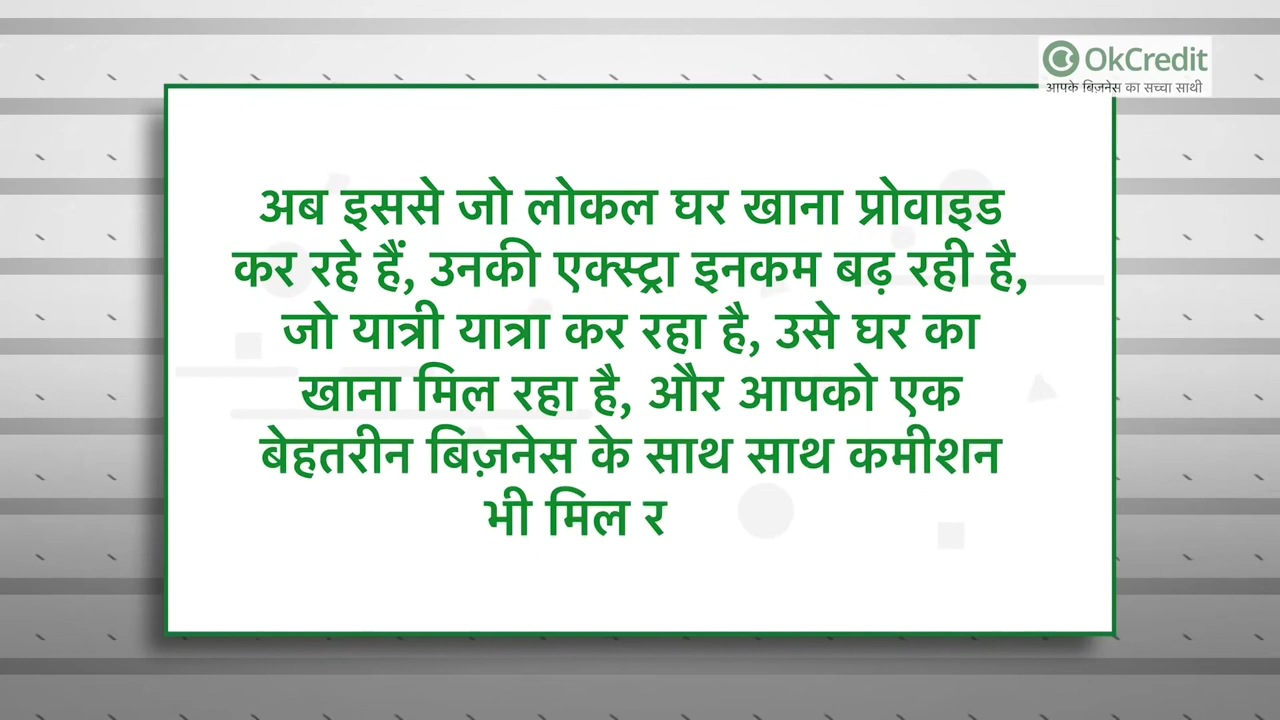 OkCredit
आपके बिज़नेस का सच्चा साथी
अब इससे जो लोकल घर खाना प्रोवाइड
कर रहे हैं, उनकी एक्स्ट्रा इनकम बढ़ रही है,
जो यात्री यात्रा कर रहा है, उसे घर का
खाना मिल रहा है, और आपको एक
बेहतरीन बिज़नेस के साथ साथ कमीशन
भी मिल र